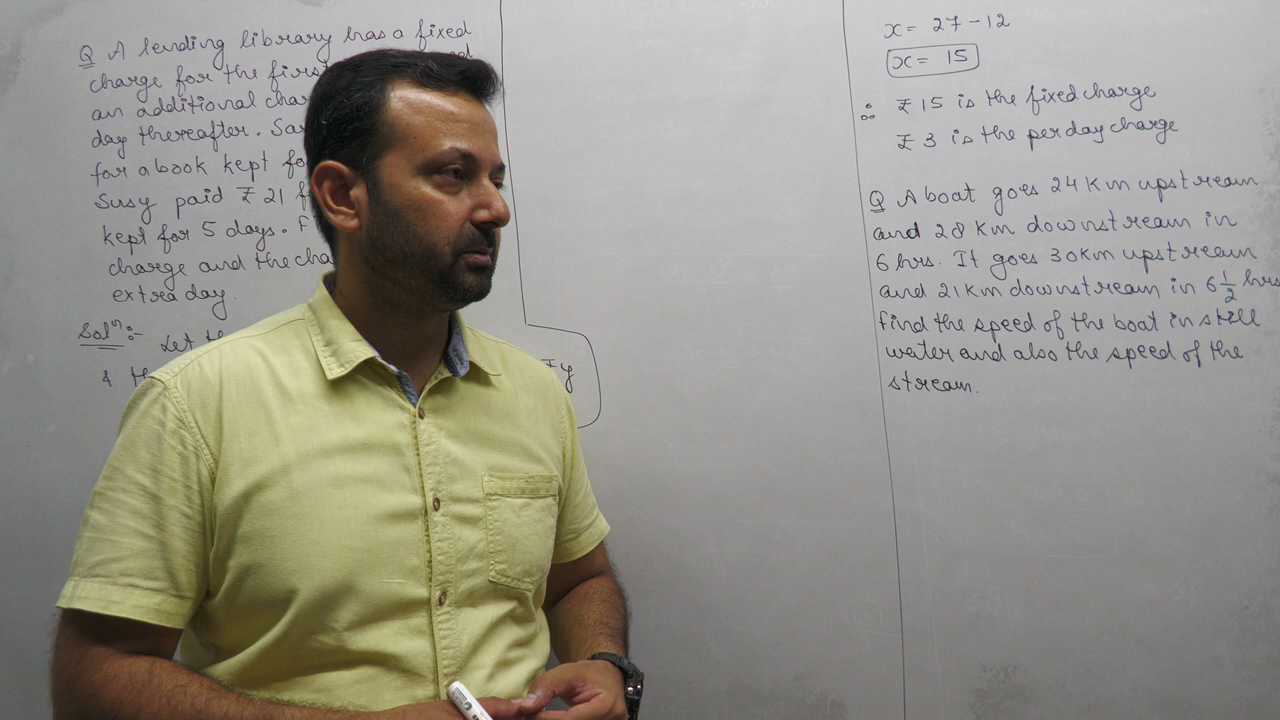 Q A lending library has a fixed
charge for the first
an additional cha
day thereafter. Sa
for a book kept fo
Susy paid ₹ 21 f
kept for 5 days. F
charge and the cha
extra day.
Solⁿ:- Let t
&
y
x = 27 - 12
x = 15
∴ ₹ 15 is the fixed charge
₹ 3 is the per day charge
Q A boat goes 24 Km upstream
and 28 Km downstream in
6 hrs. It goes 30Km upstream
and 21 Km downstream in 6 1/2 hrs
find the speed of the boat in still
water and also the speed of the
stream.